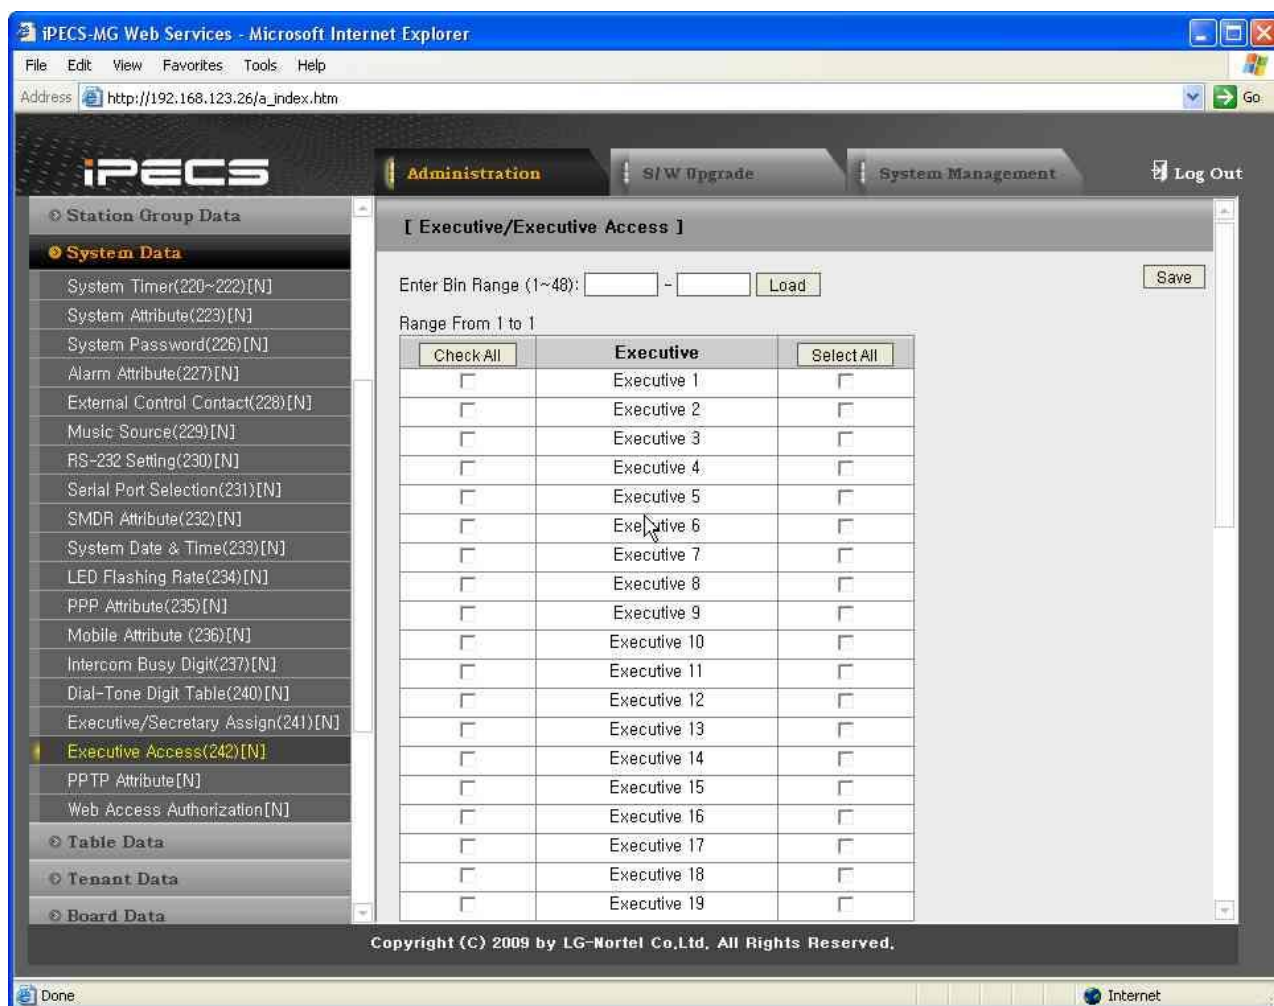 iPECS-MG Web Services - Microsoft Internet Explorer
File Edit View Favorites Tools Help
Address http://192.168.123.26/a_index.htm Go
iPECS
Administration S/W Upgrade System Management Log Out
Station Group Data
System Data
System Timer(220~222)[N]
System Attribute(223)[N]
System Password(226)[N]
Alarm Attribute(227)[N]
External Control Contact(228)[N]
Music Source(229)[N]
RS-232 Setting(230)[N]
Serial Port Selection(231)[N]
SMDR Attribute(232)[N]
System Date & Time(233)[N]
LED Flashing Rate(234)[N]
PPP Attribute(235)[N]
Mobile Attribute (236)[N]
Intercom Busy Digit(237)[N]
Dial-Tone Digit Table(240)[N]
Executive/Secretary Assign(241)[N]
Executive Access(242)[N]
PPTP Attribute[N]
Web Access Authorization[N]
Table Data
Tenant Data
Board Data
[ Executive/Executive Access ]
Enter Bin Range (1~48): - Load Save
Range From 1 to 1
Check All Executive Select All
Executive 1
Executive 2
Executive 3
Executive 4
Executive 5
Executive 6
Executive 7
Executive 8
Executive 9
Executive 10
Executive 11
Executive 12
Executive 13
Executive 14
Executive 15
Executive 16
Executive 17
Executive 18
Executive 19
Copyright (C) 2009 by LG-Nortel Co,Ltd, All Rights Reserved,
Done Internet